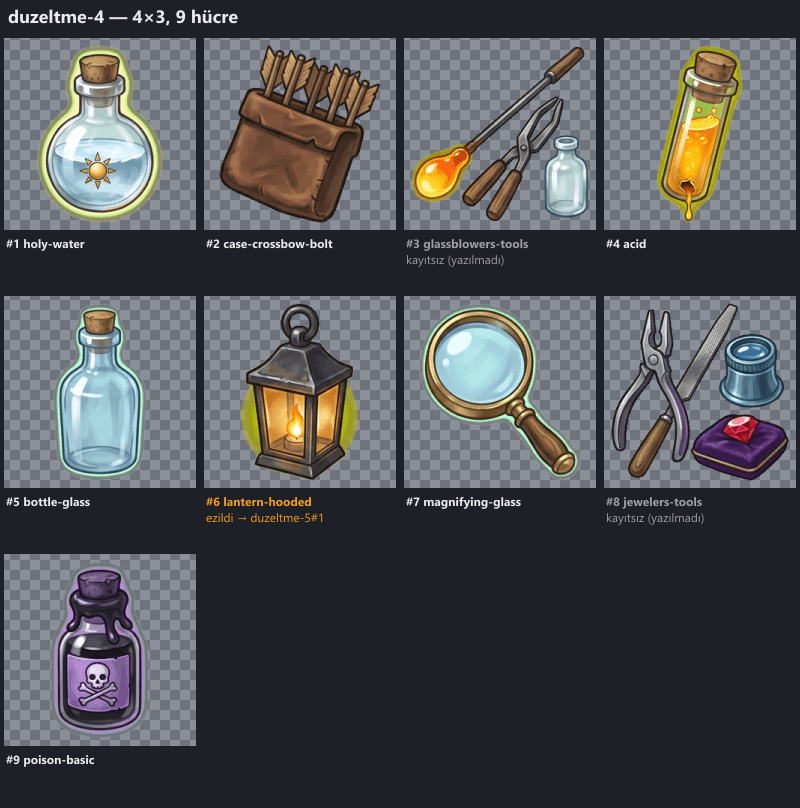 duzeltme-4 — 4×3, 9 hücre
#1 holy-water
#2 case-crossbow-bolt
#3 glassblowers-tools
kayıtsız (yazılmadı)
#4 acid
#5 bottle-glass
#6 lantern-hooded
ezildi → duzeltme-5#1
#7 magnifying-glass
#8 jewelers-tools
kayıtsız (yazılmadı)
#9 poison-basic